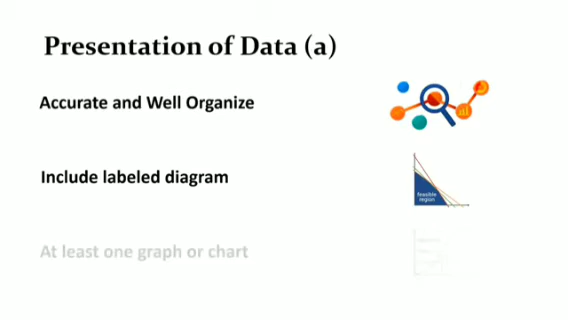 Presentation of Data (a)
Accurate and Well Organize
Include labeled diagram
feasible
region
At least one graph or chart